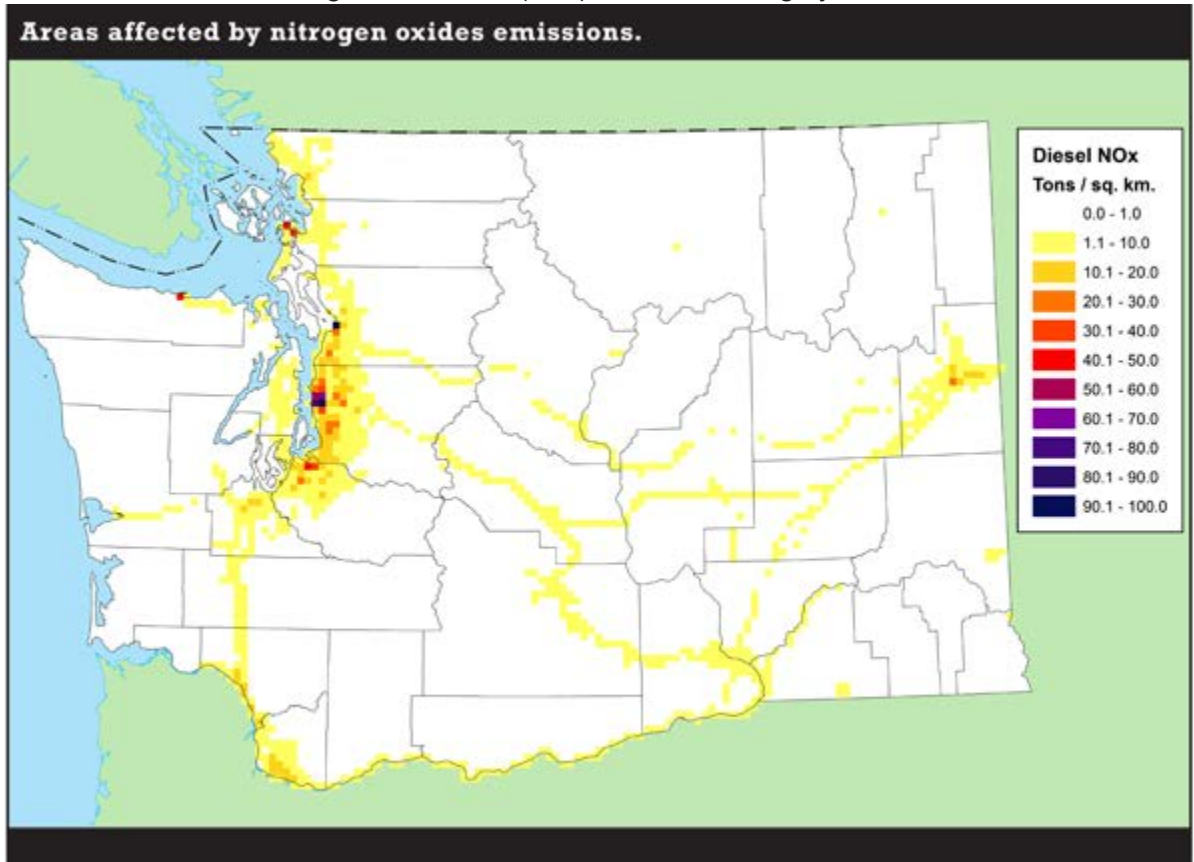 Areas affected by nitrogen oxides emissions.
Diesel NOx
Tons / sq. km.
0.0 - 1.0
1.1 - 10.0
10.1 - 20.0
20.1 - 30.0
30.1 - 40.0
40.1 - 50.0
50.1 - 60.0
60.1 - 70.0
70.1 - 80.0
80.1 - 90.0
90.1 - 100.0